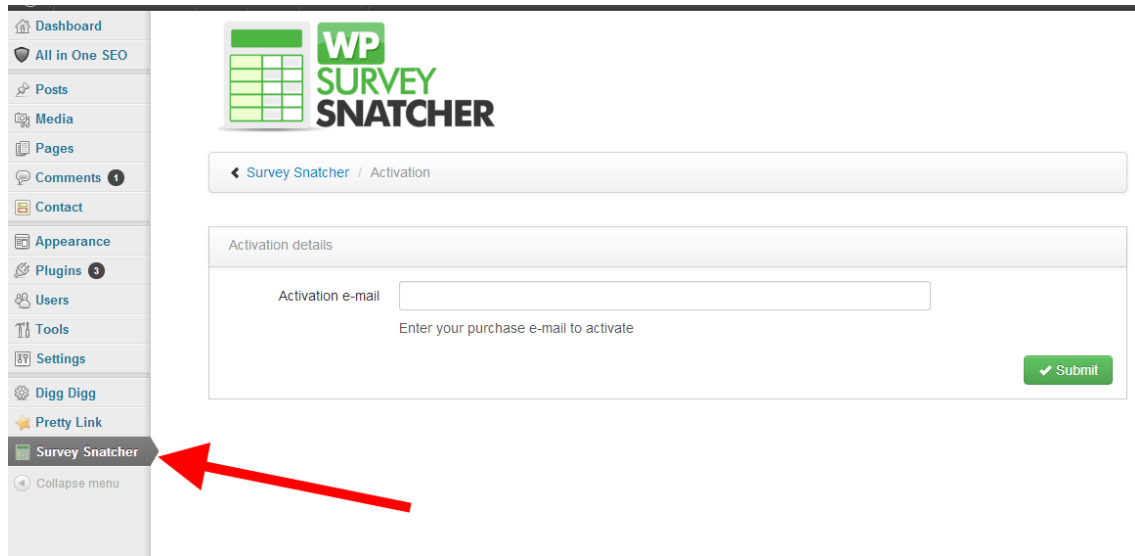 Dashboard
All in One SEO
Posts
Media
Pages
Comments 1
Contact
Appearance
Plugins 3
Users
Tools
Settings
Digg Digg
Pretty Link
Survey Snatcher
Collapse menu
WP
SURVEY
SNATCHER
Survey Snatcher / Activation
Activation details
Activation e-mail
Enter your purchase e-mail to activate
Submit